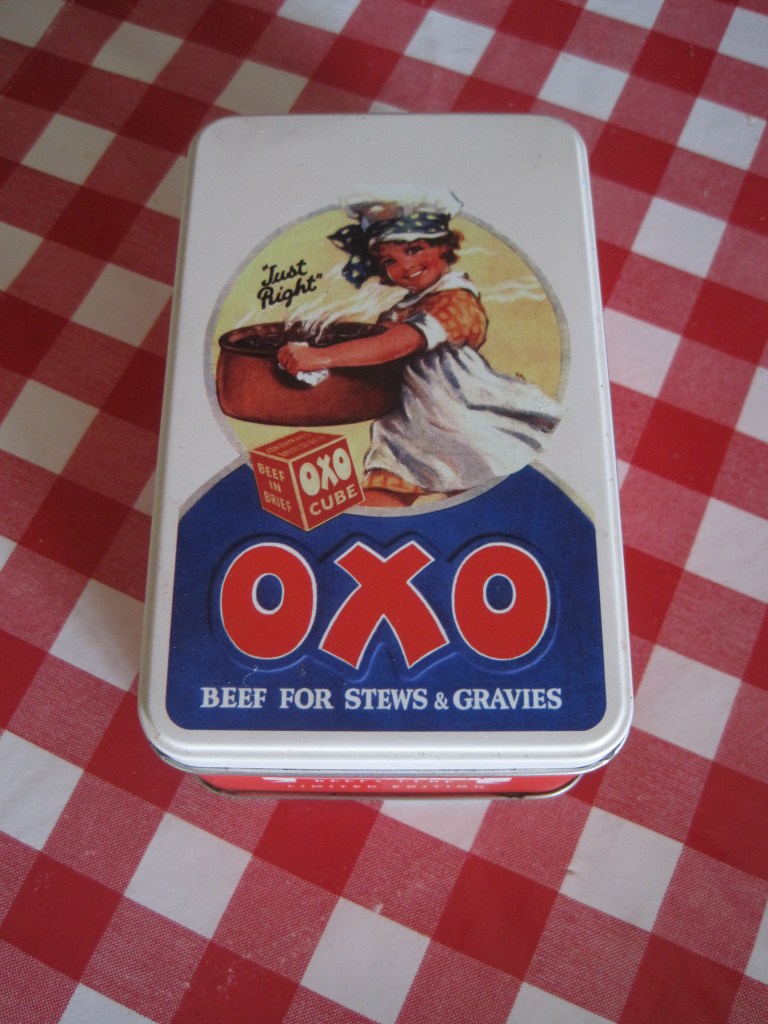 "Just
Right"
BEEF
IN
BRIEF
OXO
CUBE
OXO
BEEF FOR STEWS & GRAVIES
LIMITED EDITION